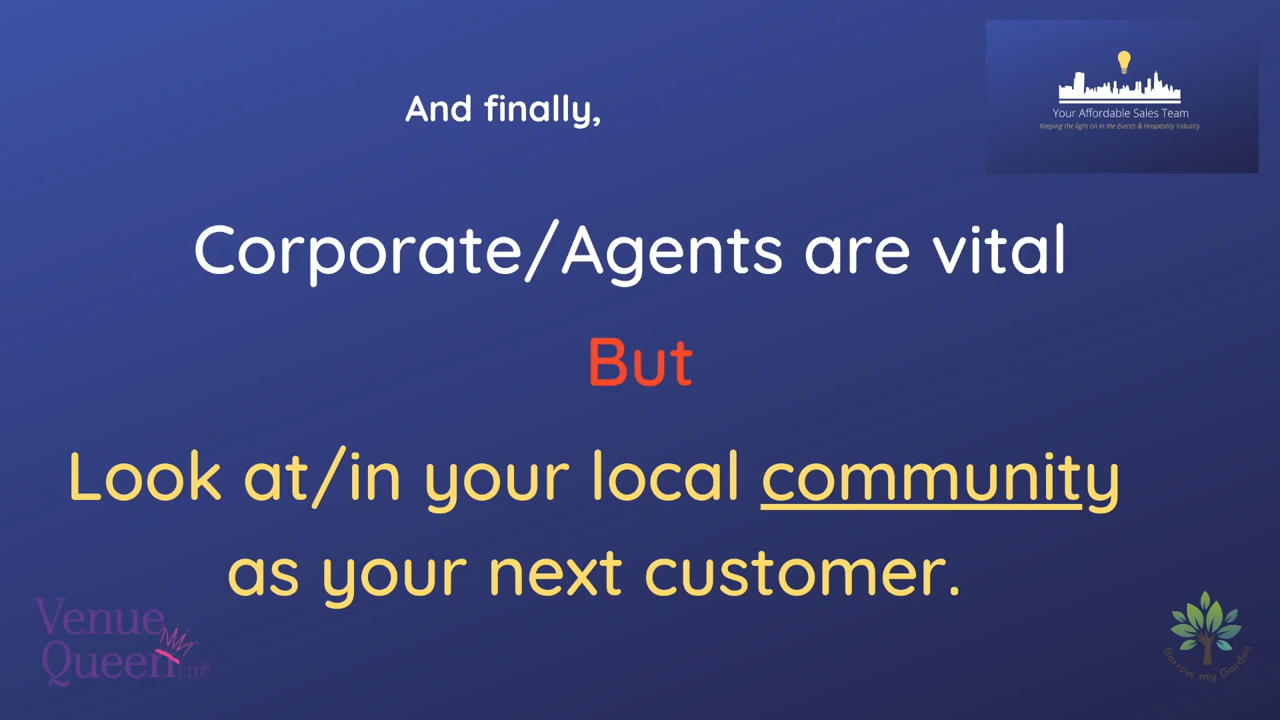 And finally,
Your Affordable Sales Team
Keeping the light on in the Events & Hospitality Industry
Corporate/Agents are vital
But
Look at/in your local community
as your next customer.
Venue
Queen LTD®
Borrow my Garden